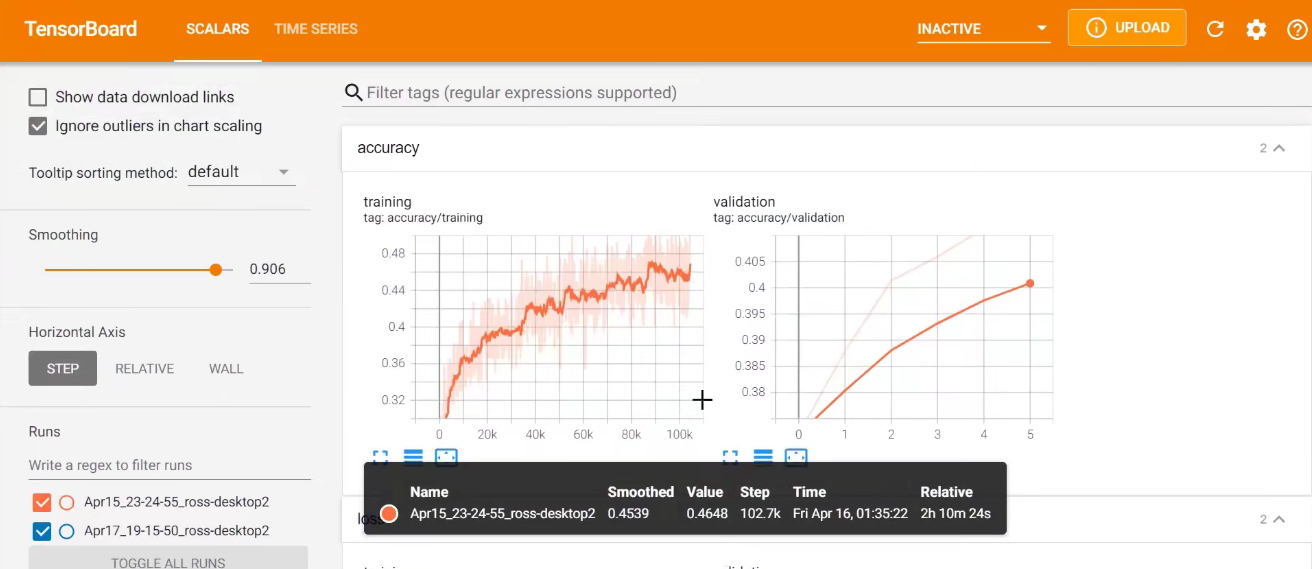 TensorBoard SCALARS TIME SERIES INACTIVE UPLOAD
Show data download links
Ignore outliers in chart scaling
Tooltip sorting method: default
Smoothing
0.906
Horizontal Axis
STEP RELATIVE WALL
Runs
Write a regex to filter runs
Apr15_23-24-55_ross-desktop2
Apr17_19-15-50_ross-desktop2
TOGGLE ALL RUNS
Filter tags (regular expressions supported)
accuracy 2
training
tag: accuracy/training
0.48
0.44
0.4
0.36
0.32
0 20k 40k 60k 80k 100k
validation
tag: accuracy/validation
0.405
0.4
0.395
0.39
0.385
0.38
0 1 2 3 4 5
Name Smoothed Value Step Time Relative
Apr15_23-24-55_ross-desktop2 0.4539 0.4648 102.7k Fri Apr 16, 01:35:22 2h 10m 24s
2